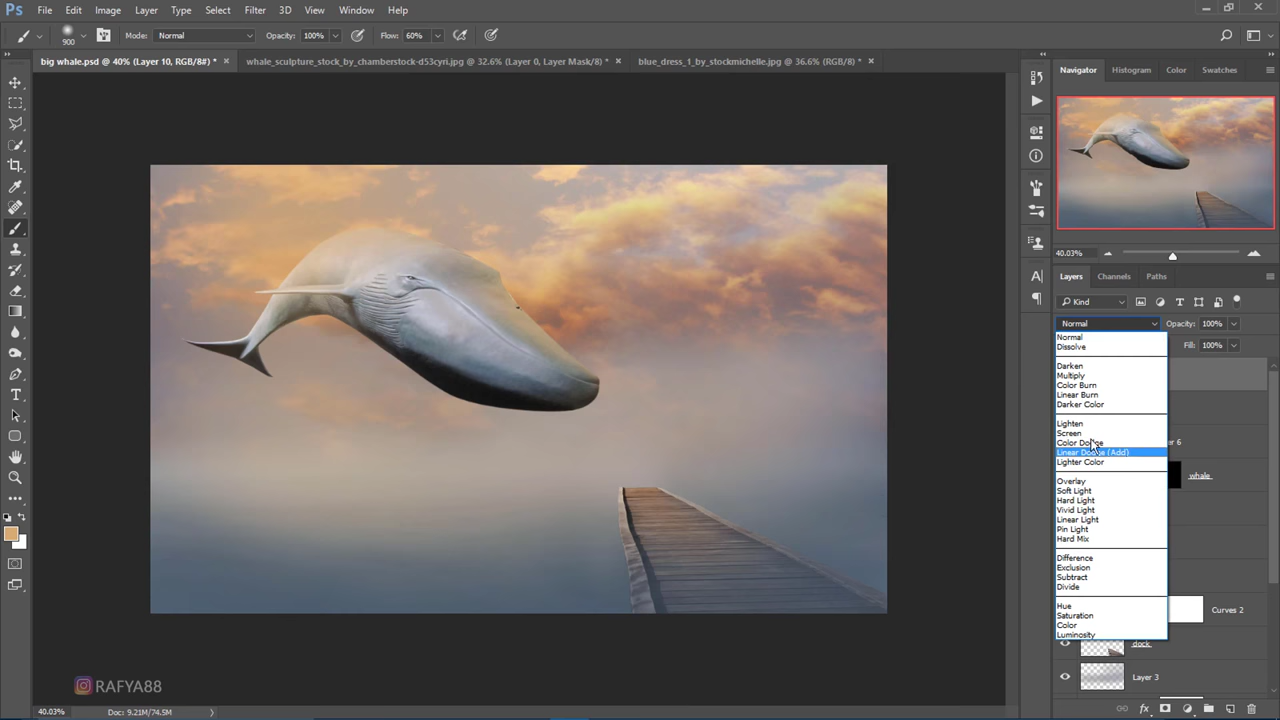 Ps File Edit Image Layer Type Select Filter 3D View Window Help
900 Mode: Normal Opacity: 100% Flow: 60%
big whale.psd @ 40% (Layer 10, RGB/8#) * × whale_sculpture_stock_by_chamberstock-d53cyri.jpg @ 32.6% (Layer 0, Layer Mask/8) * × blue_dress_1_by_stockmichelle.jpg @ 36.6% (RGB/8) * ×
Navigator Histogram Color Swatches
40.03%
Layers Channels Paths
Kind
Normal Opacity: 100%
Fill: 100%
Normal
Dissolve
Darken
Multiply
Color Burn
Linear Burn
Darker Color
Lighten
Screen
Color Dodge
Linear Dodge (Add)
Lighter Color
Overlay
Soft Light
Hard Light
Vivid Light
Linear Light
Pin Light
Hard Mix
Difference
Exclusion
Subtract
Divide
Hue
Saturation
Color
Luminosity
er 6
whale
Curves 2
dock
Layer 3
fx
RAFYA88
40.03% Doc: 9.21M/74.5M